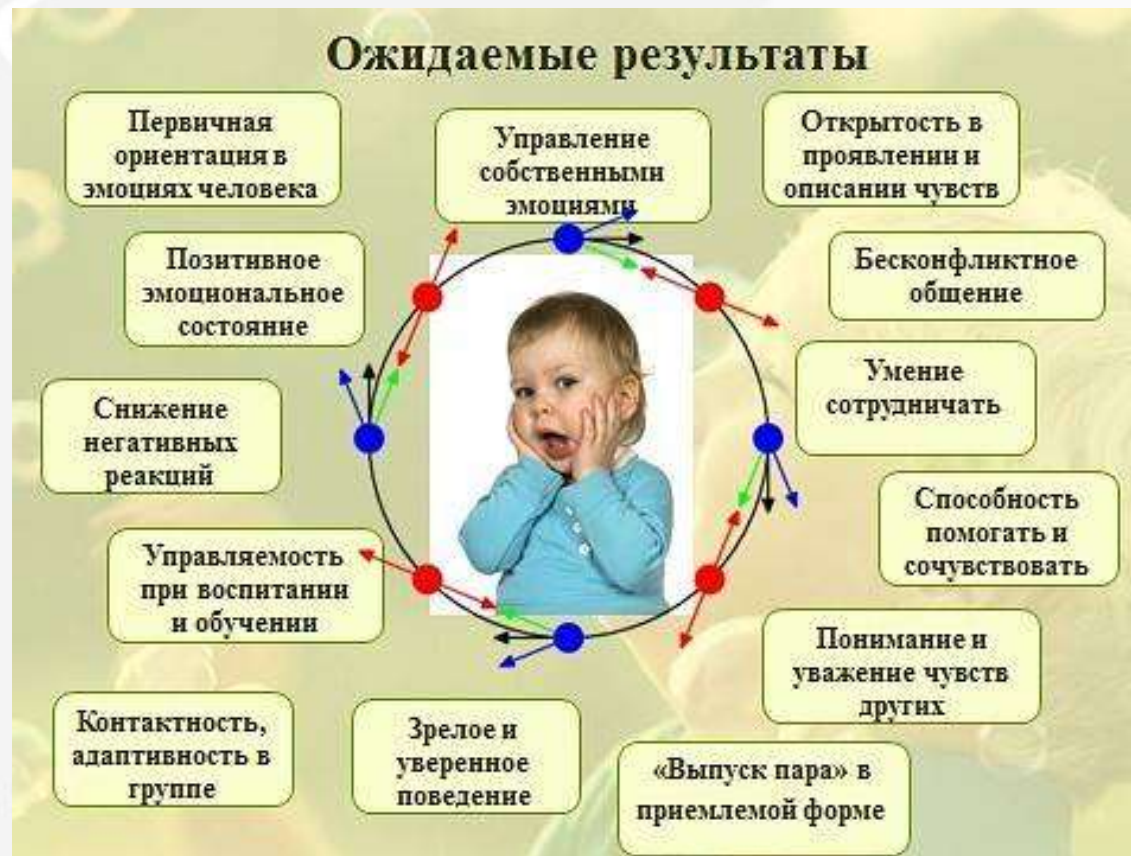 Ожидаемые результаты
Первичная
ориентация в
эмоциях человека
Управление
собственными
эмоциями
Открытость в
проявлении и
описании чувств
Позитивное
эмоциональное
состояние
Бесконфликтное
общение
Снижение
негативных
реакций
Умение
сотрудничать
Управляемость
при воспитании
и обучении
Способность
помогать и
сочувствовать
Понимание и
уважение чувств
других
Контактность,
адаптивность в
группе
Зрелое и
уверенное
поведение
«Выпуск пара» в
приемлемой форме